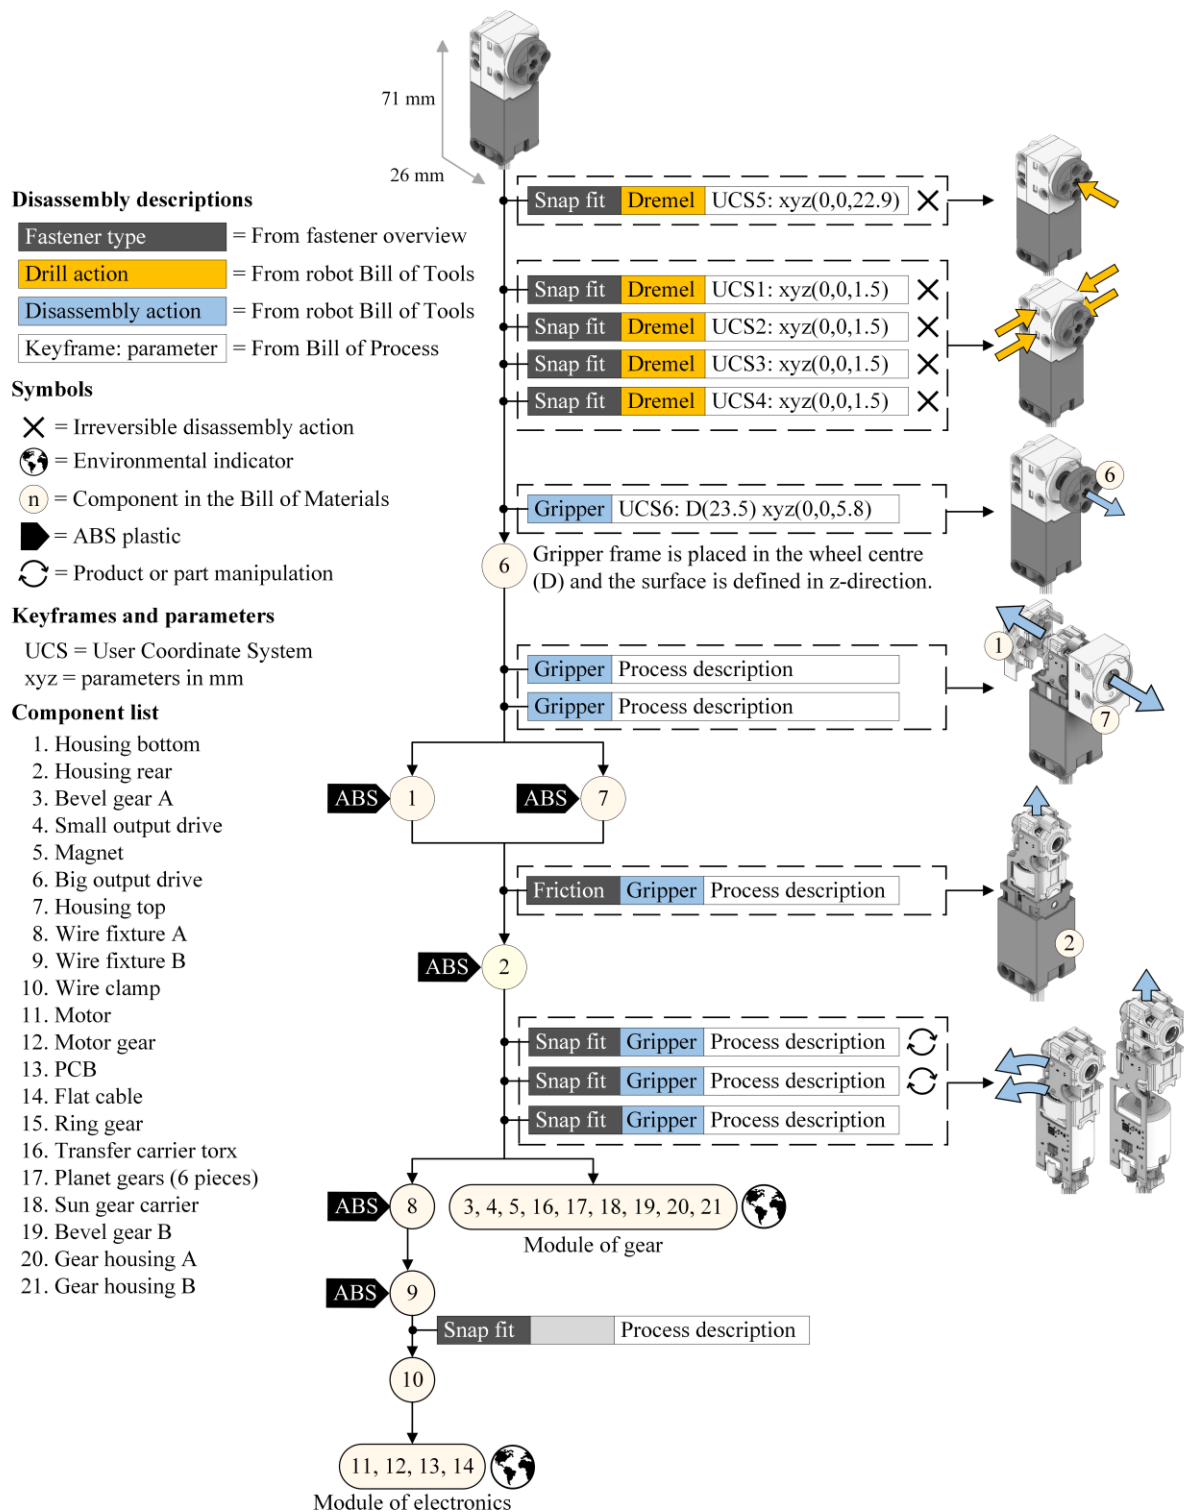 71 mm
26 mm
Disassembly descriptions
Fastener type = From fastener overview
Drill action = From robot Bill of Tools
Disassembly action = From robot Bill of Tools
Keyframe: parameter = From Bill of Process
Symbols
= Irreversible disassembly action
= Environmental indicator
n = Component in the Bill of Materials
= ABS plastic
= Product or part manipulation
Keyframes and parameters
UCS = User Coordinate System
xyz = parameters in mm
Component list
1. Housing bottom
2. Housing rear
3. Bevel gear A
4. Small output drive
5. Magnet
6. Big output drive
7. Housing top
8. Wire fixture A
9. Wire fixture B
10. Wire clamp
11. Motor
12. Motor gear
13. PCB
14. Flat cable
15. Ring gear
16. Transfer carrier torx
17. Planet gears (6 pieces)
18. Sun gear carrier
19. Bevel gear B
20. Gear housing A
21. Gear housing B
Snap fit Dremel UCS5: xyz(0,0,22.9)
Snap fit Dremel UCS1: xyz(0,0,1.5)
Snap fit Dremel UCS2: xyz(0,0,1.5)
Snap fit Dremel UCS3: xyz(0,0,1.5)
Snap fit Dremel UCS4: xyz(0,0,1.5)
Gripper UCS6: D(23.5) xyz(0,0,5.8)
6
6
Gripper frame is placed in the wheel centre
(D) and the surface is defined in z-direction.
Gripper Process description
Gripper Process description
1
7
ABS 1
ABS 7
Friction Gripper Process description
2
ABS 2
Snap fit Gripper Process description
Snap fit Gripper Process description
Snap fit Gripper Process description
ABS 8
3, 4, 5, 16, 17, 18, 19, 20, 21
Module of gear
ABS 9
Snap fit Process description
10
11, 12, 13, 14
Module of electronics